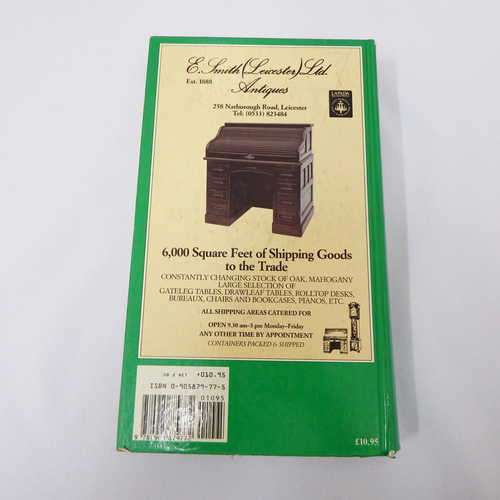 E. Smith (Leicester) Ltd.
Est. 1888
Antiques
LAPADA
238 Narborough Road, Leicester
Tel: (0533) 823484
6,000 Square Feet of Shipping Goods
to the Trade
CONSTANTLY CHANGING STOCK OF OAK, MAHOGANY
LARGE SELECTION OF
GATELEG TABLES, DRAWLEAF TABLES, ROLLTOP DESKS,
BUREAUX, CHAIRS AND BOOKCASES, PIANOS, ETC.
ALL SHIPPING AREAS CATERED FOR
OPEN 9.30 am-5 pm Monday-Friday
ANY OTHER TIME BY APPOINTMENT
CONTAINERS PACKED & SHIPPED
+010.95
ISBN 0-905879-77-5
01095
£10.95